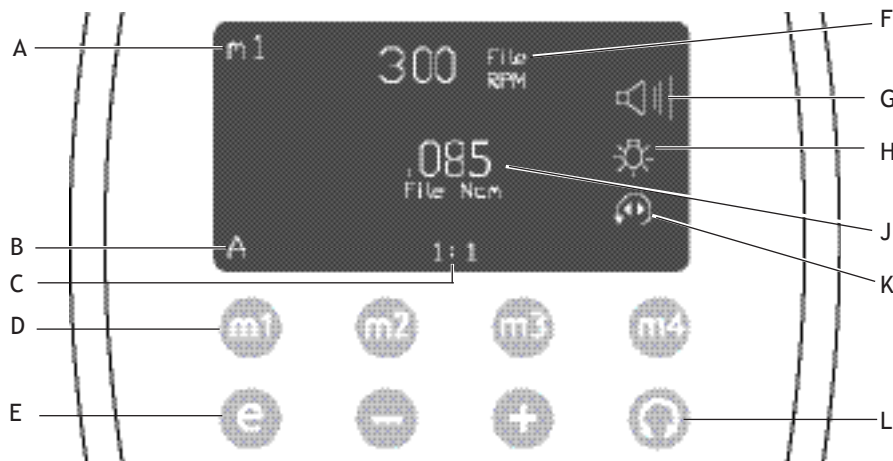 A
m1
300 File
RPM
F
G
H
.085
File Ncm
J
B
A
1:1
C
K
D
m1 m2 m3 m4
E
e - +
L